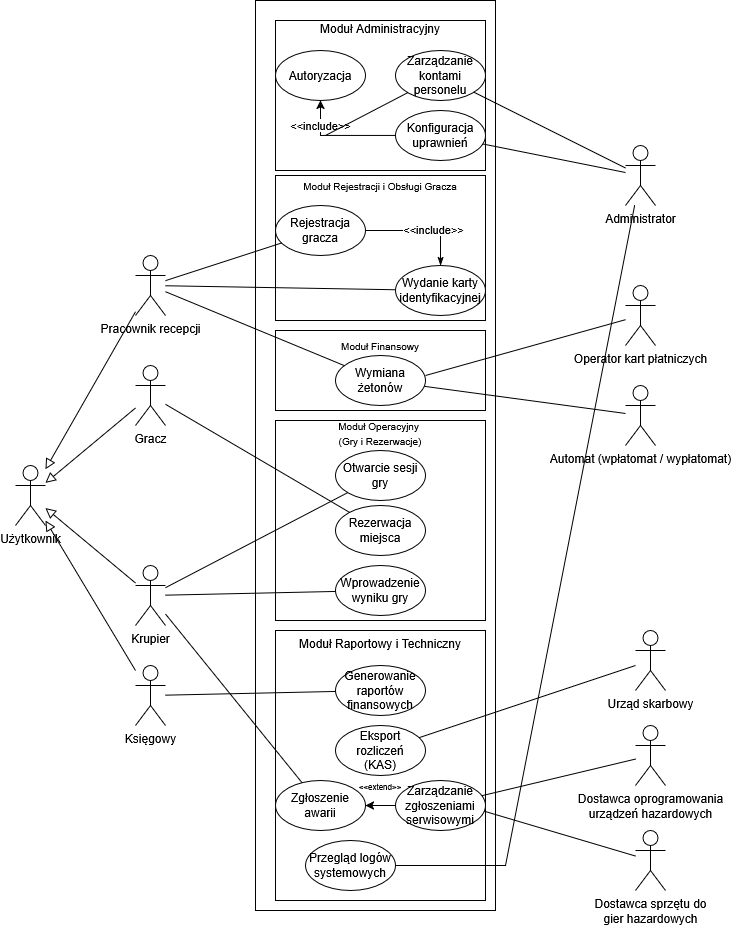 Moduł Administracyjny
Autoryzacja
Zarządzanie
kontami
personelu
<<include>>
Konfiguracja
uprawnień
Administrator
Moduł Rejestracji i Obsługi Gracza
Rejestracja
gracza
<<include>>
Wydanie karty
identyfikacyjnej
Pracownik recepcji
Operator kart płatniczych
Moduł Finansowy
Wymiana
żetonów
Gracz
Automat (wpłatomat / wypłatomat)
Moduł Operacyjny
(Gry i Rezerwacje)
Otwarcie sesji
gry
Rezerwacja
miejsca
Użytkownik
Wprowadzenie
wyniku gry
Krupier
Moduł Raportowy i Techniczny
Generowanie
raportów
finansowych
Księgowy
Urząd skarbowy
Eksport
rozliczeń
(KAS)
Zgłoszenie
awarii
<<extend>>
Zarządzanie
zgłoszeniami
serwisowymi
Dostawca oprogramowania
urządzeń hazardowych
Przegląd logów
systemowych
Dostawca sprzętu do
gier hazardowych